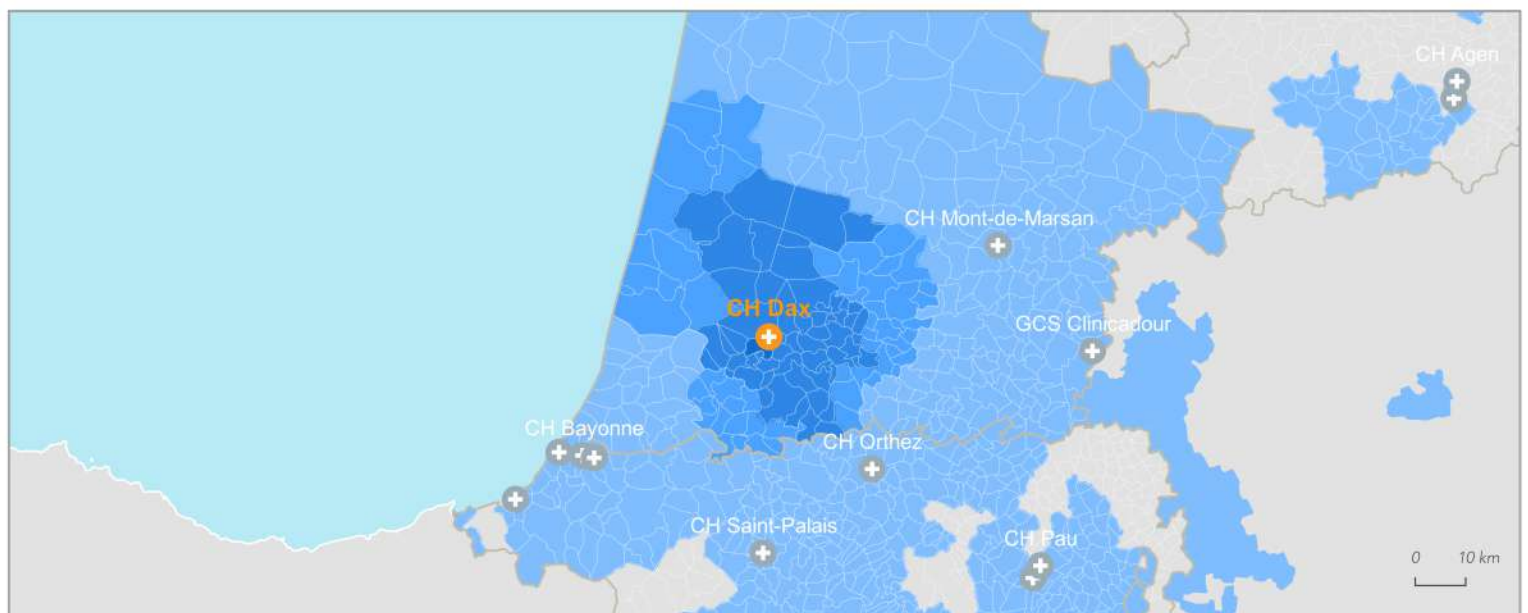 CH Agen
CH Mont-de-Marsan
CH Dax
GCS Clinicadour
CH Bayonne
CH Orthez
CH Saint-Palais
CH Pau
0 10 km